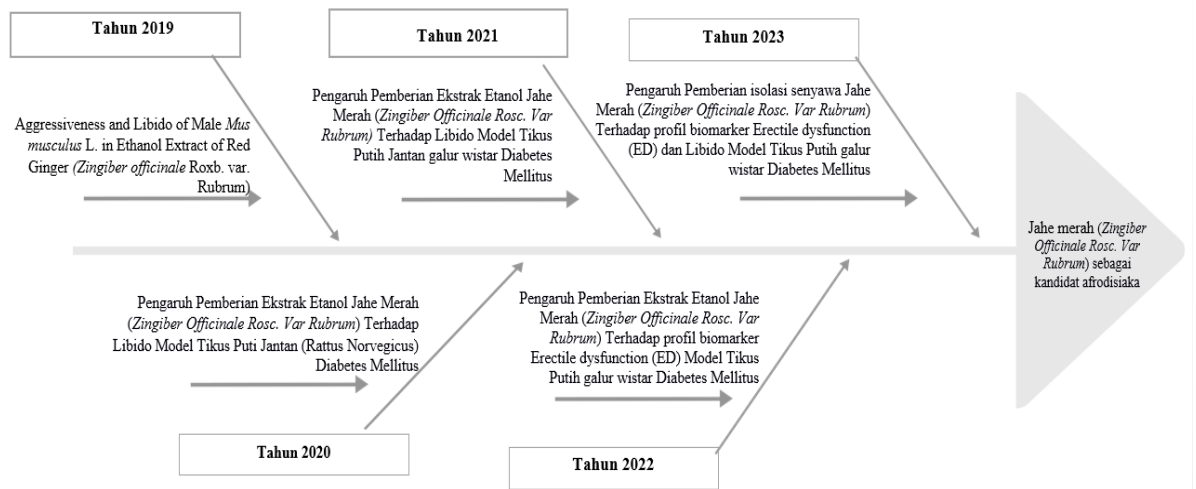 Tahun 2019
Aggressiveness and Libido of Male Mus
musculus L. in Ethanol Extract of Red
Ginger (Zingiber officinale Roxb. var.
Rubrum)
Tahun 2021
Pengaruh Pemberian Ekstrak Etanol Jahe
Merah (Zingiber Officinale Rosc. Var
Rubrum) Terhadap Libido Model Tikus
Putih Jantan galur wistar Diabetes
Mellitus
Tahun 2023
Pengaruh Pemberian isolasi senyawa Jahe
Merah (Zingiber Officinale Rosc. Var Rubrum)
Terhadap profil biomarker Erectile dysfunction
(ED) dan Libido Model Tikus Putih galur
wistar Diabetes Mellitus
Jahe merah (Zingiber
Officinale Rosc. Var
Rubrum) sebagai
kandidat afrodisiaka
Pengaruh Pemberian Ekstrak Etanol Jahe Merah
(Zingiber Officinale Rosc. Var Rubrum) Terhadap
Libido Model Tikus Puti Jantan (Rattus Norvegicus)
Diabetes Mellitus
Tahun 2020
Pengaruh Pemberian Ekstrak Etanol Jahe
Merah (Zingiber Officinale Rosc. Var
Rubrum) Terhadap profil biomarker
Erectile dysfunction (ED) Model Tikus
Putih galur wistar Diabetes Mellitus
Tahun 2022